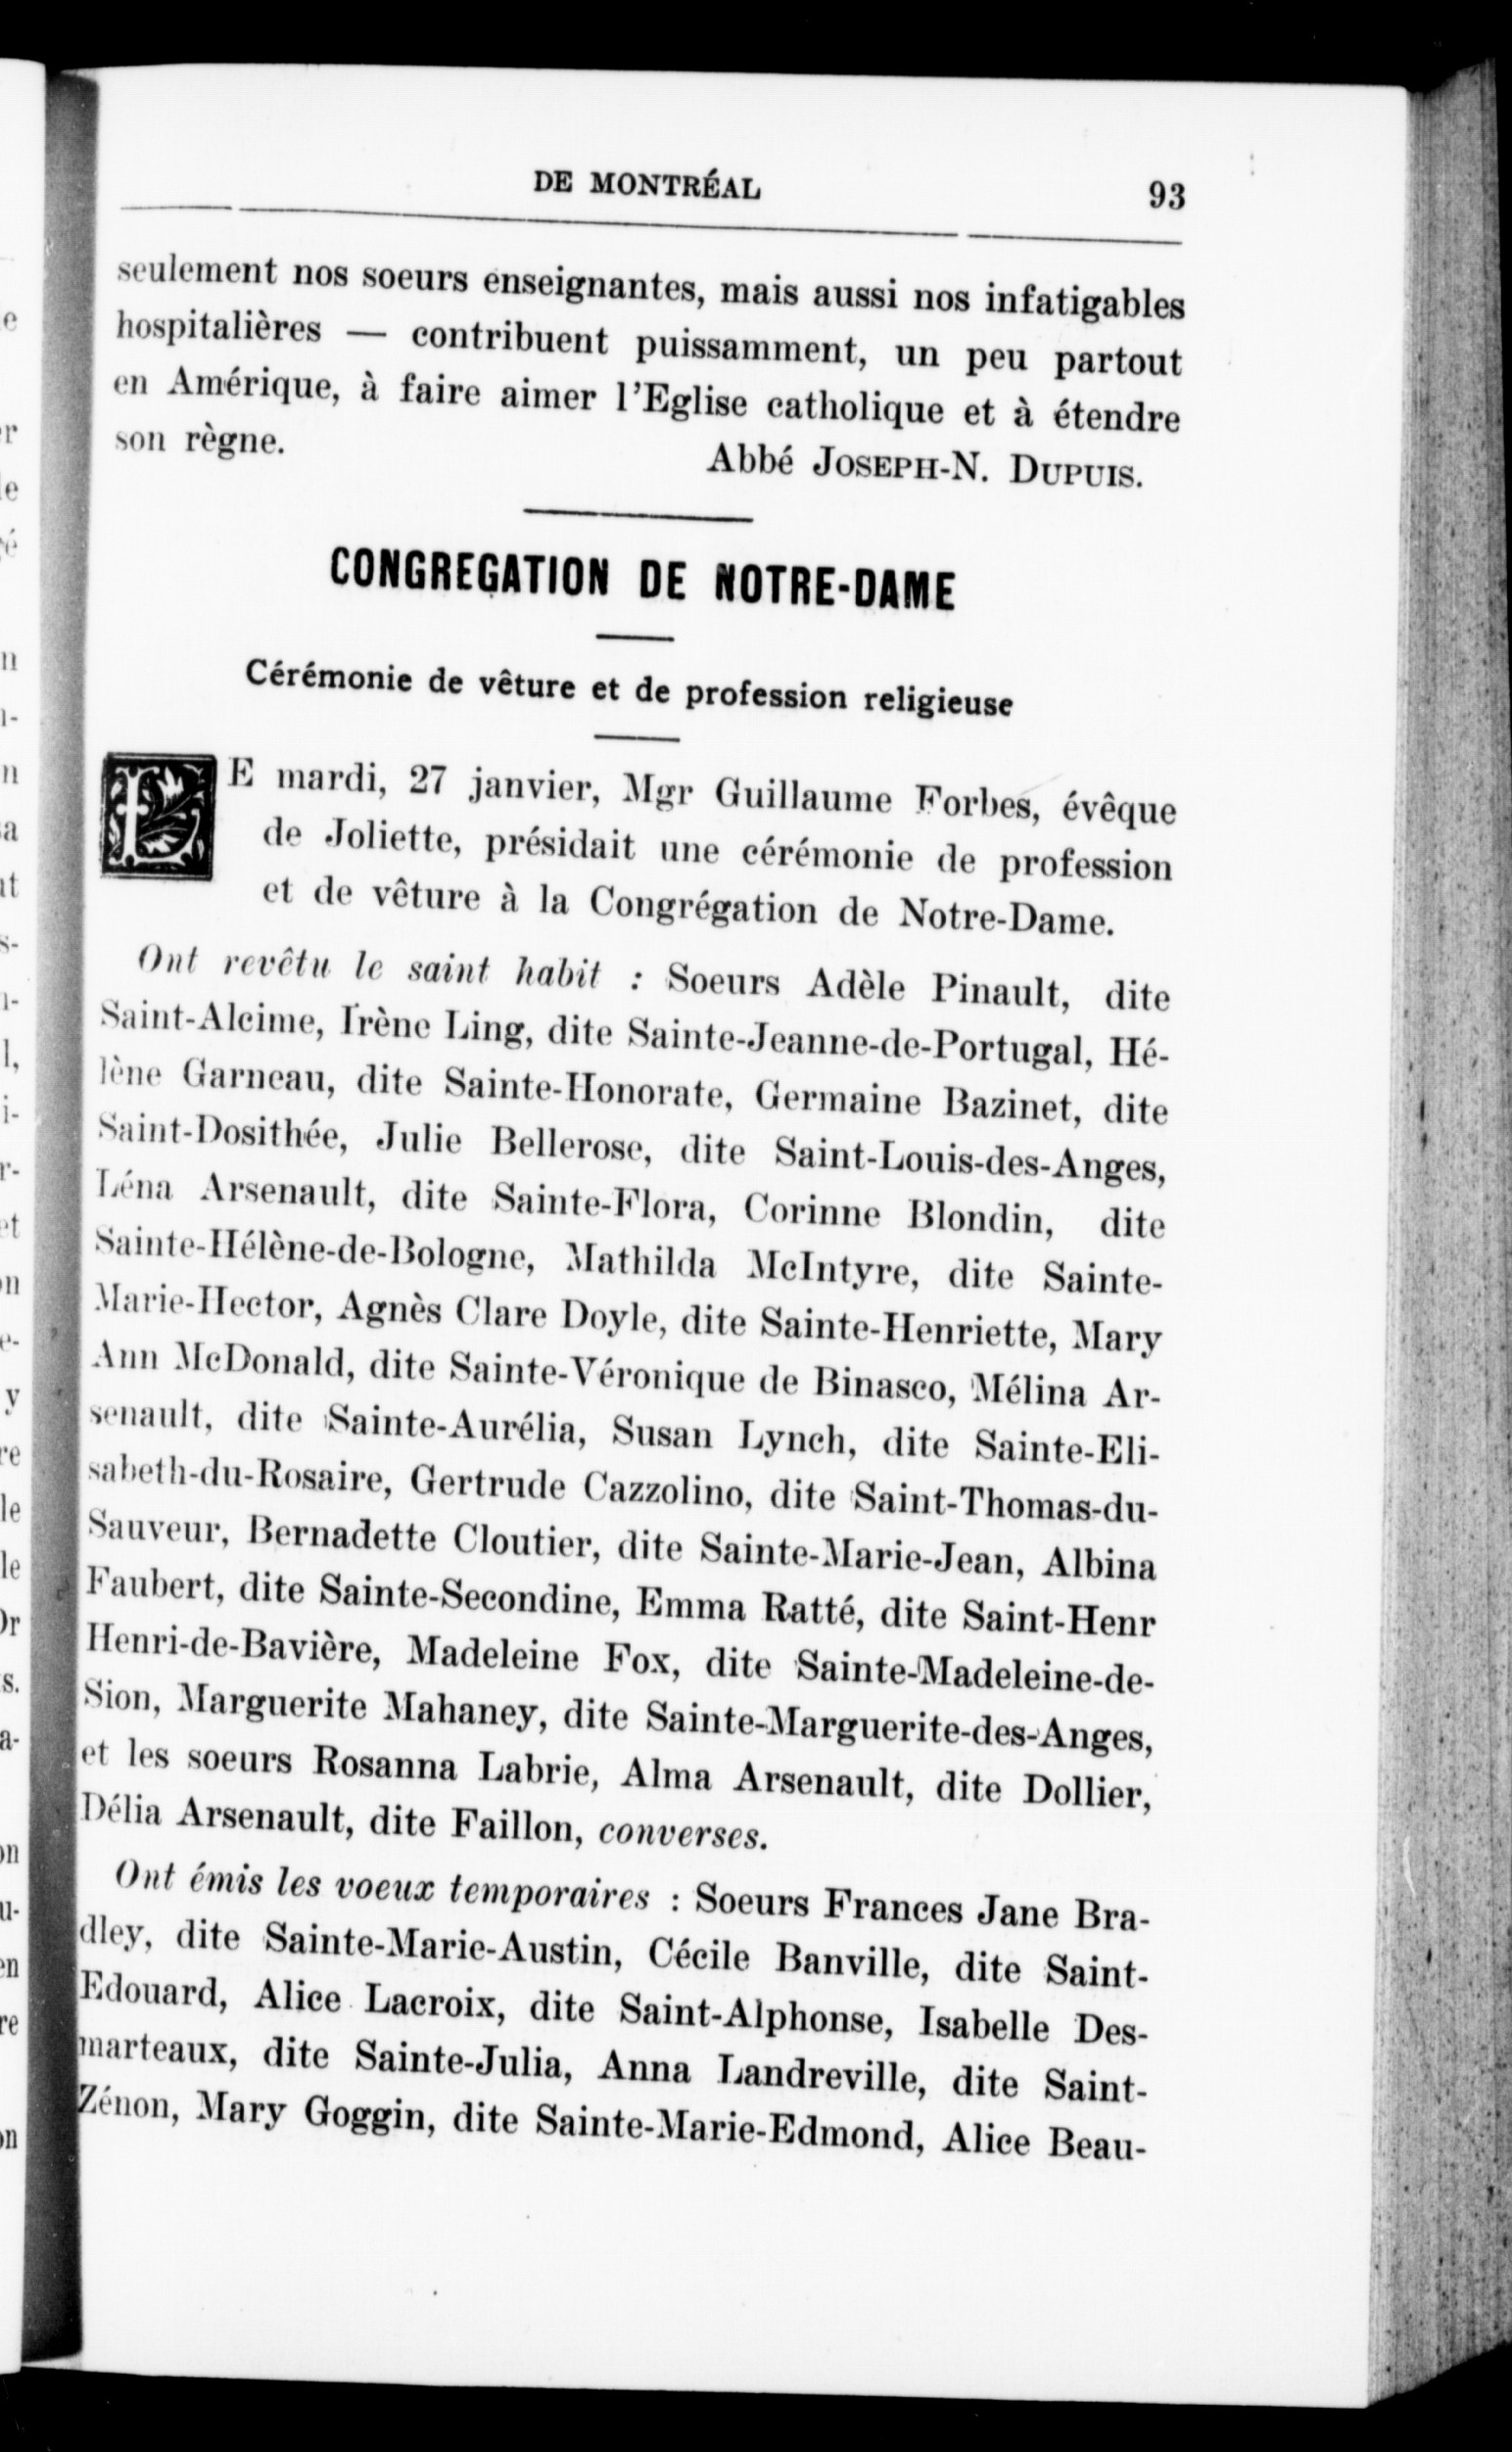 DE MONTRÉAL 93
seulement nos soeurs enseignantes, mais aussi nos infatigables
hospitalières — contribuent puissamment, un peu partout
en Amérique, à faire aimer l'Eglise catholique et à étendre
son règne.
Abbé JOSEPH-N. DUPUIS.
CONGREGATION DE NOTRE-DAME
Cérémonie de vêture et de profession religieuse
LE mardi, 27 janvier, Mgr Guillaume Forbes, évêque
de Joliette, présidait une cérémonie de profession
et de vêture à la Congrégation de Notre-Dame.
Ont revêtu le saint habit : Soeurs Adèle Pinault, dite
Saint-Alcime, Irène Ling, dite Sainte-Jeanne-de-Portugal, Hé-
lène Garneau, dite Sainte-Honorate, Germaine Bazinet, dite
Saint-Dosithée, Julie Bellerose, dite Saint-Louis-des-Anges,
Léna Arsenault, dite Sainte-Flora, Corinne Blondin, dite
Sainte-Hélène-de-Bologne, Mathilda McIntyre, dite Sainte-
Marie-Hector, Agnès Clare Doyle, dite Sainte-Henriette, Mary
Ann McDonald, dite Sainte-Véronique de Binasco, Mélina Ar-
senault, dite Sainte-Aurélia, Susan Lynch, dite Sainte-Eli-
sabeth-du-Rosaire, Gertrude Cazzolino, dite Saint-Thomas-du-
Sauveur, Bernadette Cloutier, dite Sainte-Marie-Jean, Albina
Faubert, dite Sainte-Secondine, Emma Ratté, dite Saint-Henr
Henri-de-Bavière, Madeleine Fox, dite Sainte-Madeleine-de-
Sion, Marguerite Mahaney, dite Sainte-Marguerite-des-Anges,
et les soeurs Rosanna Labrie, Alma Arsenault, dite Dollier,
Délia Arsenault, dite Faillon, converses.
Ont émis les voeux temporaires : Soeurs Frances Jane Bra-
dley, dite Sainte-Marie-Austin, Cécile Banville, dite Saint-
Edouard, Alice Lacroix, dite Saint-Alphonse, Isabelle Des-
marteaux, dite Sainte-Julia, Anna Landreville, dite Saint-
Zénon, Mary Goggin, dite Sainte-Marie-Edmond, Alice Beau-